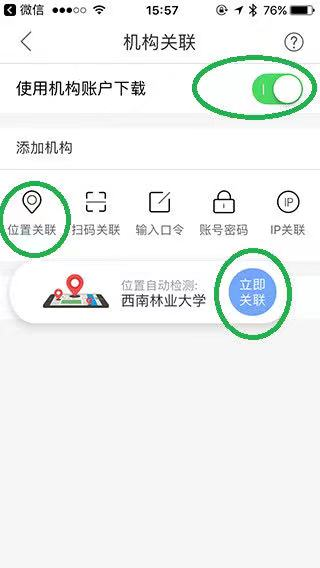 微信 15:57 76%
机构关联 ?
使用机构账户下载
添加机构
IP
位置关联 扫码关联 输入口令 账号密码 IP关联
位置自动检测:
西南林业大学
立即
关联